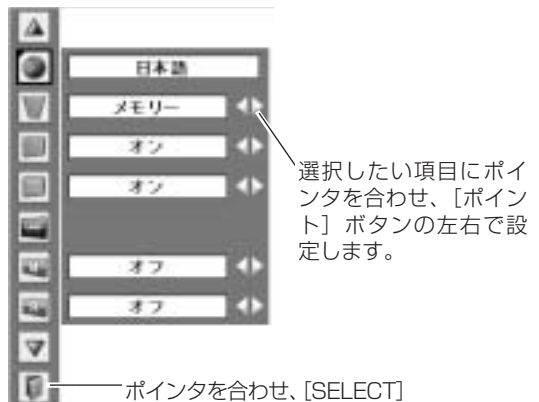 日本語
メモリー
オン
オン
オフ
オフ
選択したい項目にポイ
ンタを合わせ、［ポイン
ト］ボタンの左右で設
定します。
ポインタを合わせ、［SELECT］